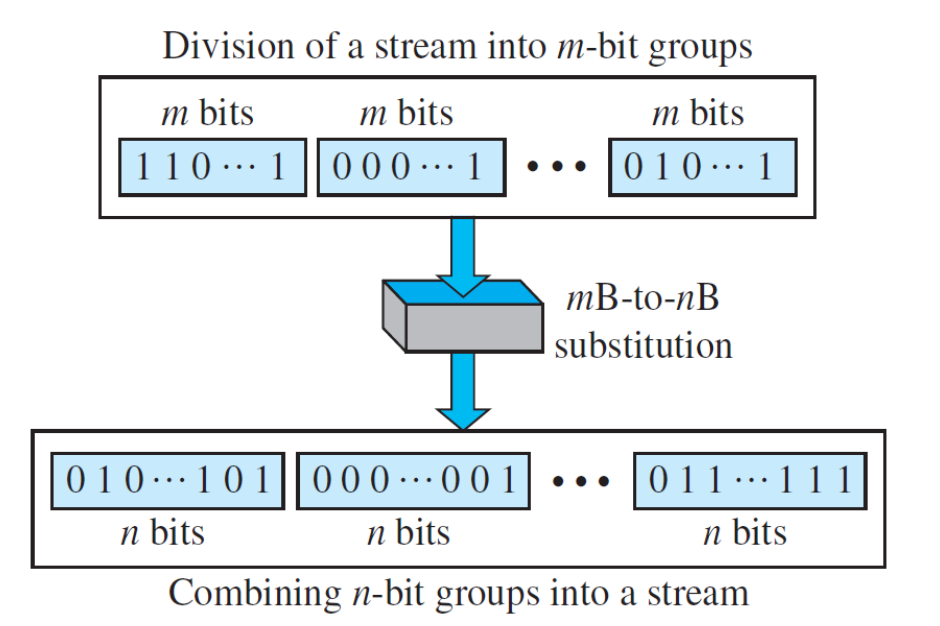 Division of a stream into m-bit groups
m bits m bits m bits
1 1 0 ··· 1 0 0 0 ··· 1 ••• 0 1 0 ··· 1
mB-to-nB
substitution
0 1 0 ··· 1 0 1 0 0 0 ··· 0 0 1 ••• 0 1 1 ··· 1 1 1
n bits n bits n bits
Combining n-bit groups into a stream